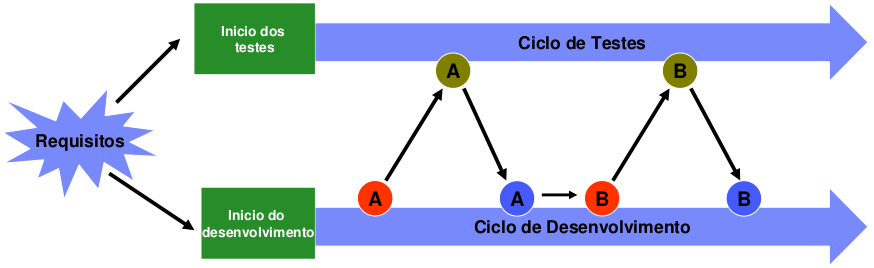 Inicio dos
testes
Ciclo de Testes
A
B
Requisitos
A
A
B
B
Inicio do
desenvolvimento
Ciclo de Desenvolvimento